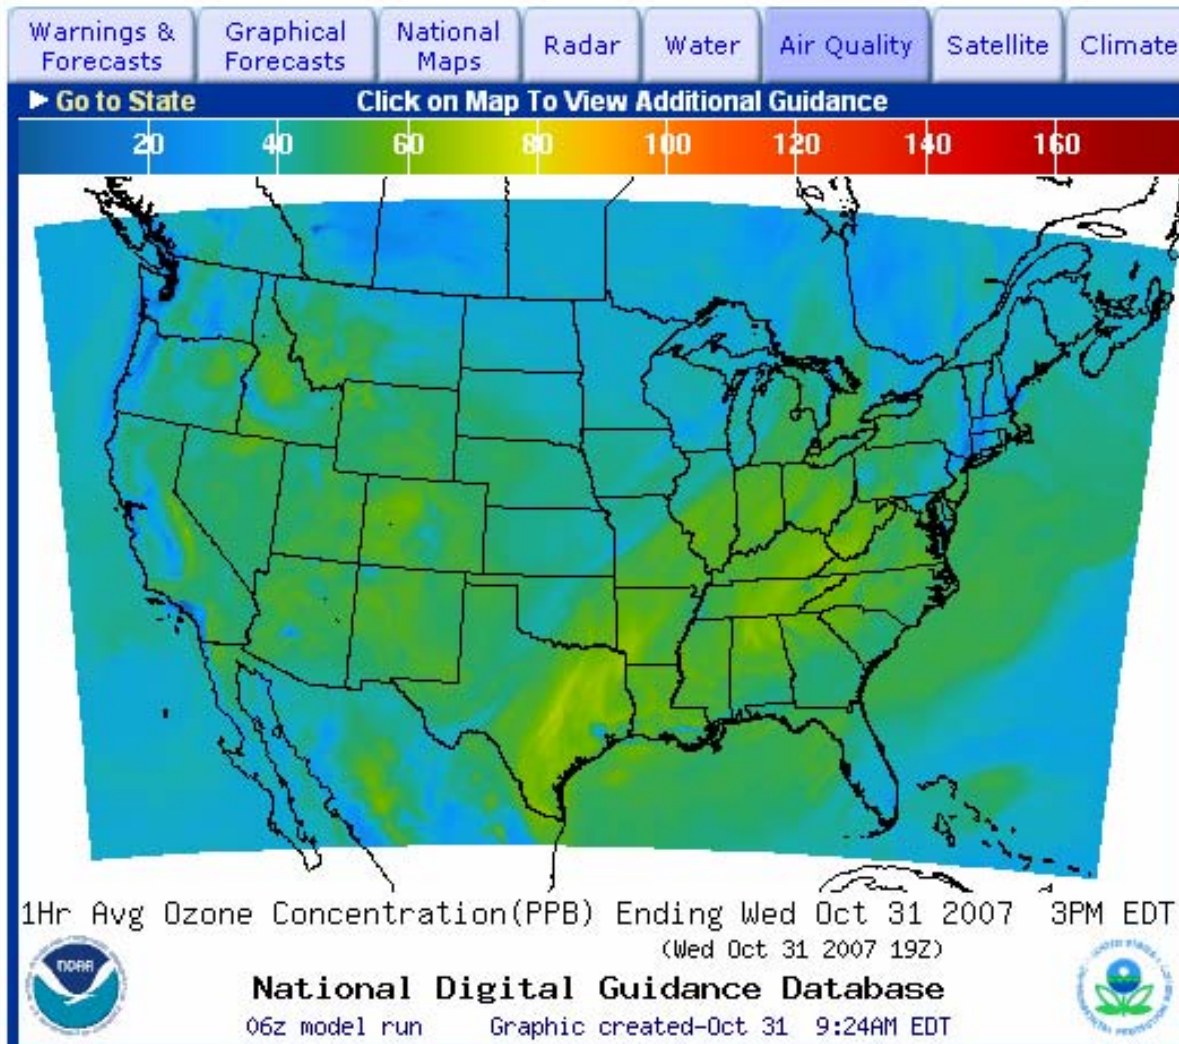 Warnings & Forecasts
Graphical Forecasts
National Maps
Radar
Water
Air Quality
Satellite
Climate
Go to State
Click on Map To View Additional Guidance
20 40 60 80 100 120 140 160
1Hr Avg Ozone Concentration(PPB) Ending Wed Oct 31 2007 3PM EDT
(Wed Oct 31 2007 19Z)
NOAA
National Digital Guidance Database
06z model run Graphic created-Oct 31 9:24AM EDT